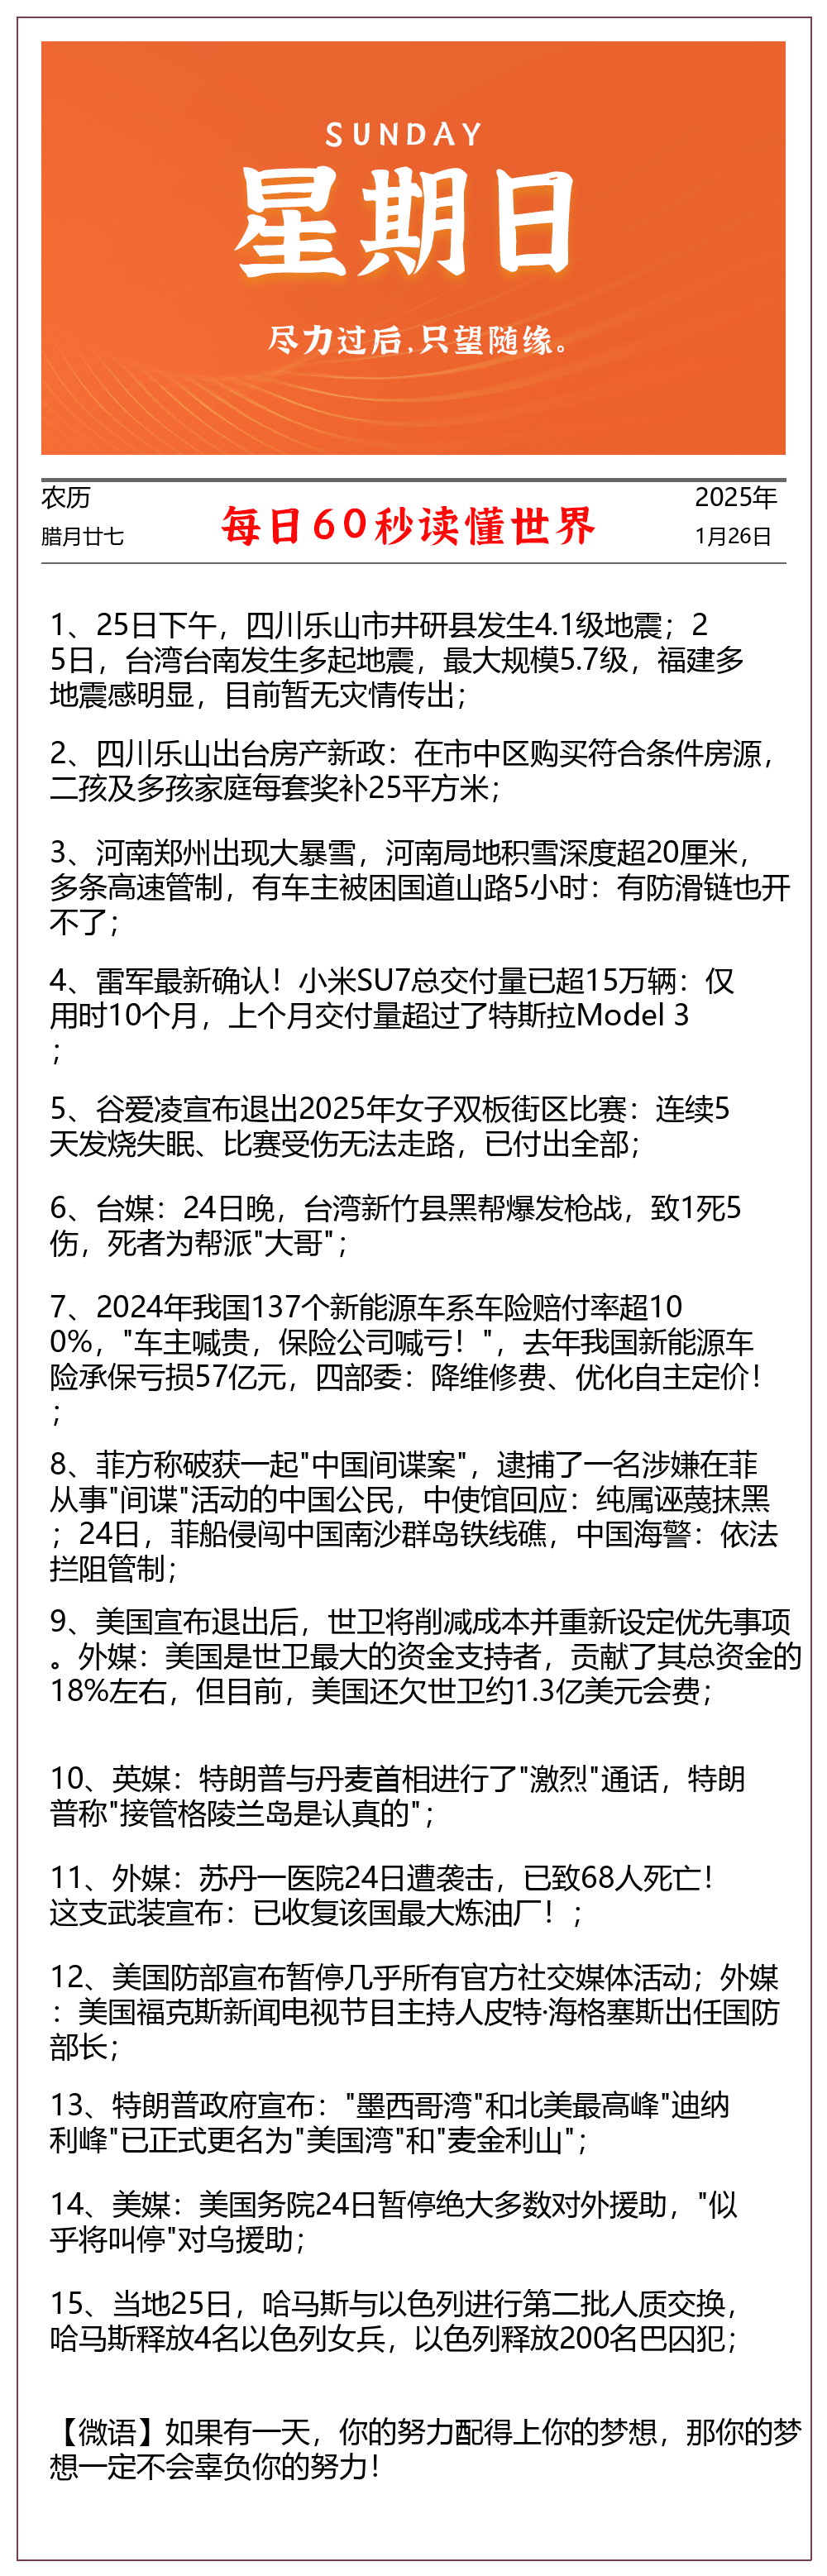 SUNDAY
星期日
尽力过后,只望随缘。
农历
腊月廿七
每日60秒读懂世界
2025年
1月26日
1、25日下午，四川乐山市井研县发生4.1级地震；2
5日，台湾台南发生多起地震，最大规模5.7级，福建多
地震感明显，目前暂无灾情传出；
2、四川乐山出台房产新政：在市中区购买符合条件房源，
二孩及多孩家庭每套奖补25平方米；
3、河南郑州出现大暴雪，河南局地积雪深度超20厘米，
多条高速管制，有车主被困国道山路5小时：有防滑链也开
不了；
4、雷军最新确认！小米SU7总交付量已超15万辆：仅
用时10个月，上个月交付量超过了特斯拉Model 3
；
5、谷爱凌宣布退出2025年女子双板街区比赛：连续5
天发烧失眠、比赛受伤无法走路，已付出全部；
6、台媒：24日晚，台湾新竹县黑帮爆发枪战，致1死5
伤，死者为帮派"大哥"；
7、2024年我国137个新能源车系车险赔付率超10
0%，"车主喊贵，保险公司喊亏！"，去年我国新能源车
险承保亏损57亿元，四部委：降维修费、优化自主定价！
；
8、菲方称破获一起"中国间谍案"，逮捕了一名涉嫌在菲
从事"间谍"活动的中国公民，中使馆回应：纯属诬蔑抹黑
；24日，菲船侵闯中国南沙群岛铁线礁，中国海警：依法
拦阻管制；
9、美国宣布退出后，世卫将削减成本并重新设定优先事项
。外媒：美国是世卫最大的资金支持者，贡献了其总资金的
18%左右，但目前，美国还欠世卫约1.3亿美元会费；
10、英媒：特朗普与丹麦首相进行了"激烈"通话，特朗
普称"接管格陵兰岛是认真的"；
11、外媒：苏丹一医院24日遭袭击，已致68人死亡！
这支武装宣布：已收复该国最大炼油厂！；
12、美国防部宣布暂停几乎所有官方社交媒体活动；外媒
：美国福克斯新闻电视节目主持人皮特·海格塞斯出任国防
部长；
13、特朗普政府宣布："墨西哥湾"和北美最高峰"迪纳
利峰"已正式更名为"美国湾"和"麦金利山"；
14、美媒：美国务院24日暂停绝大多数对外援助，"似
乎将叫停"对乌援助；
15、当地25日，哈马斯与以色列进行第二批人质交换，
哈马斯释放4名以色列女兵，以色列释放200名巴囚犯；
【微语】如果有一天，你的努力配得上你的梦想，那你的梦
想一定不会辜负你的努力！